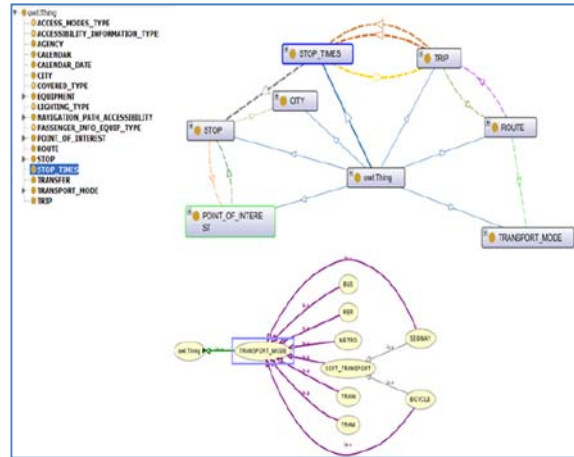 owl:Thing
ACCESS_MODES_TYPE
ACCESSIBILITY_INFORMATION_TYPE
AGENCY
CALENDAR
CALENDAR_DATE
CITY
COVERED_TYPE
EQUIPMENT
LIGHTING_TYPE
NAVIGATION_PATH_ACCESSIBILITY
PASSENGER_INFO_EQUIP_TYPE
POINT_OF_INTEREST
ROUTE
STOP
STOP_TIMES
TRANSFER
TRANSPORT_MODE
TRIP
STOP_TIMES
TRIP
CITY
STOP
ROUTE
owl:Thing
POINT_OF_INTERE
ST
TRANSPORT_MODE
BUS
RER
SEGWAY
METRO
owl:Thing
TRANSPORT_MODE
SOFT_TRANSPORT
TRAIN
BICYCLE
TRAM